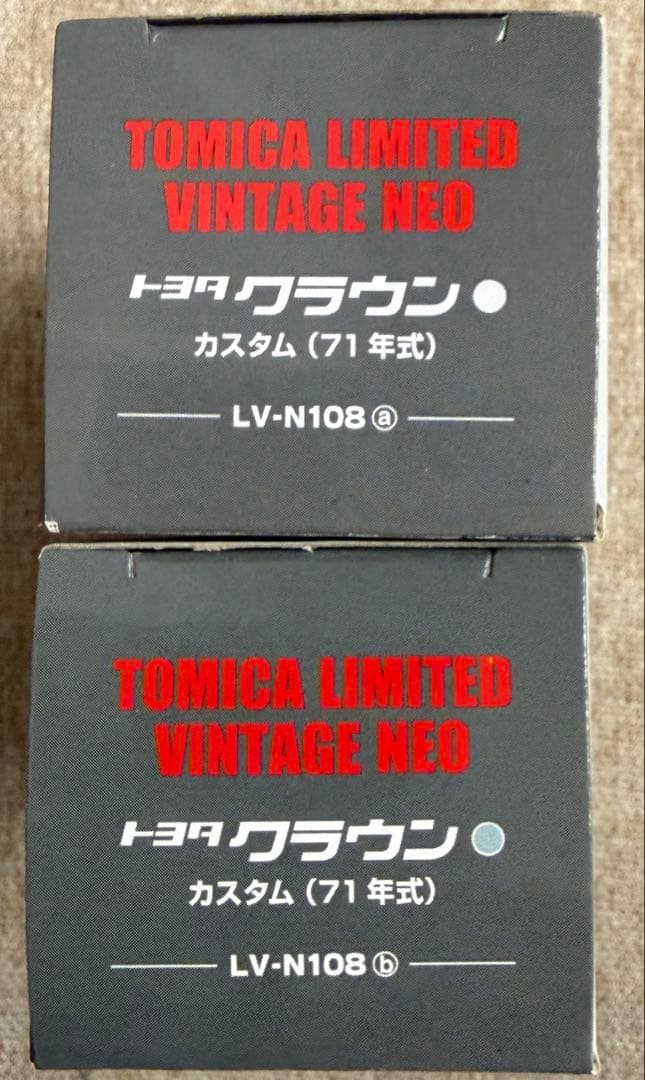 TOMICA LIMITED
VINTAGE NEO
トヨタ クラウン
カスタム（71年式）
LV-N108ⓐ
TOMICA LIMITED
VINTAGE NEO
トヨタ クラウン
カスタム（71年式）
LV-N108ⓑ